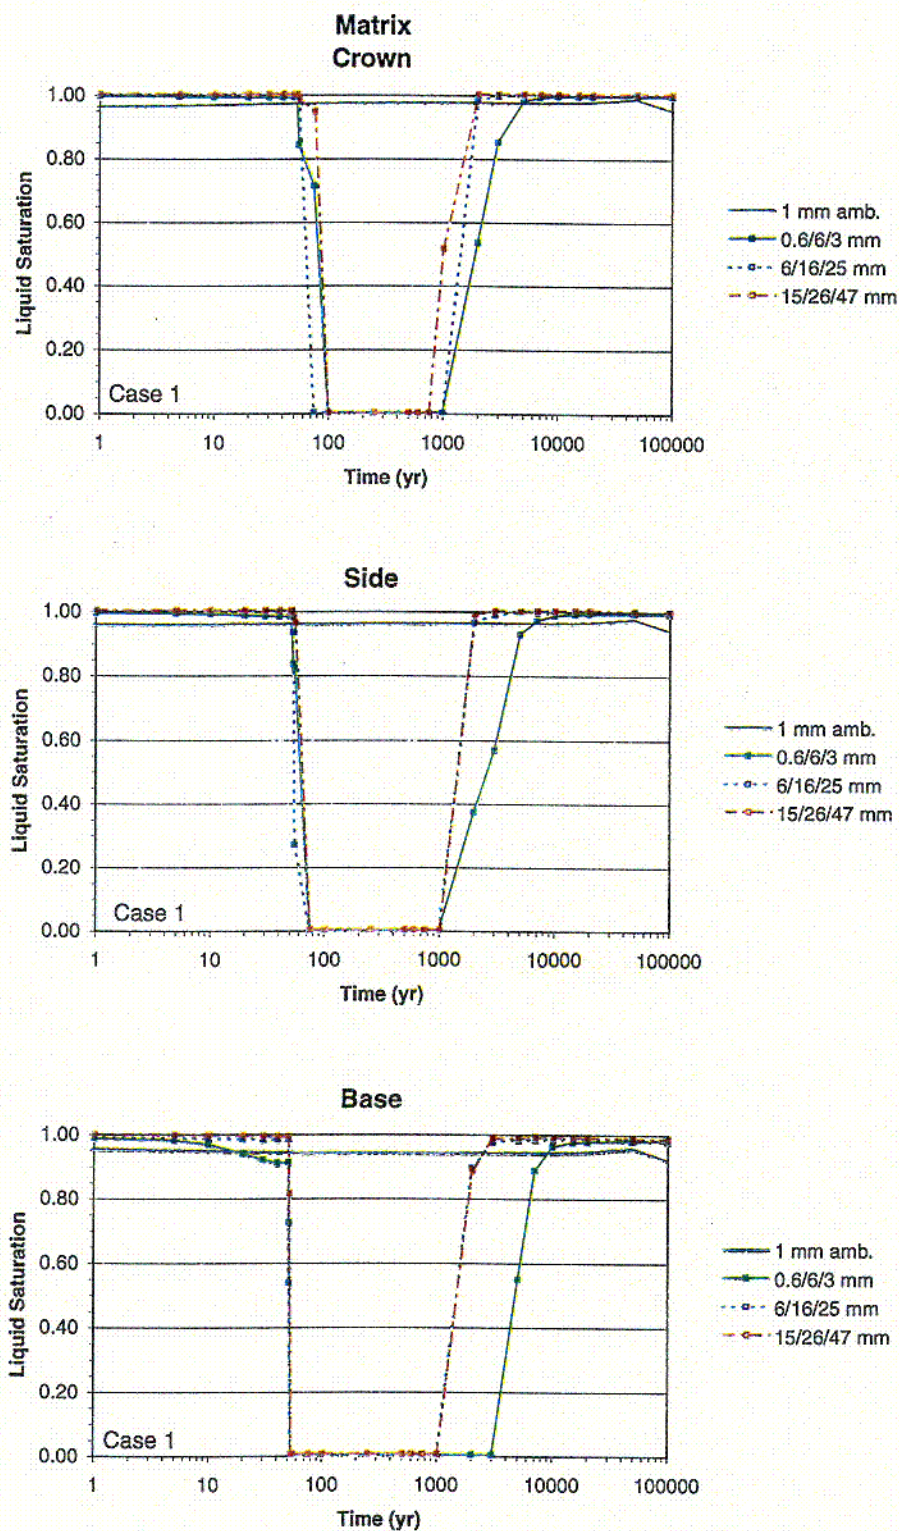 Matrix
Crown
1.00
0.80
0.60
0.40
0.20
0.00
Liquid Saturation
Case 1
1 10 100 1000 10000 100000
Time (yr)
1 mm amb.
0.6/6/3 mm
6/16/25 mm
15/26/47 mm
Side
1.00
0.80
0.60
0.40
0.20
0.00
Liquid Saturation
Case 1
1 10 100 1000 10000 100000
Time (yr)
1 mm amb.
0.6/6/3 mm
6/16/25 mm
15/26/47 mm
Base
1.00
0.80
0.60
0.40
0.20
0.00
Liquid Saturation
Case 1
1 10 100 1000 10000 100000
Time (yr)
1 mm amb.
0.6/6/3 mm
6/16/25 mm
15/26/47 mm